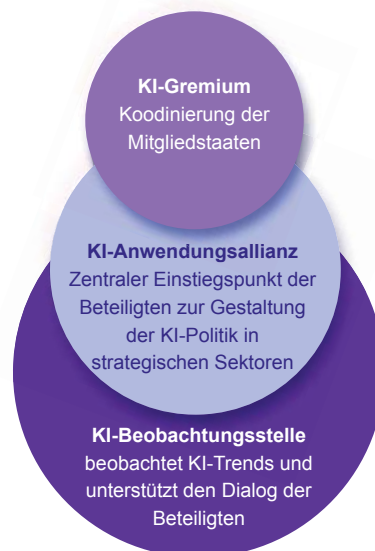 KI-Gremium
Koodinierung der
Mitgliedstaaten
KI-Anwendungsallianz
Zentraler Einstiegspunkt der
Beteiligten zur Gestaltung
der KI-Politik in
strategischen Sektoren
KI-Beobachtungsstelle
beobachtet KI-Trends und
unterstützt den Dialog der
Beteiligten